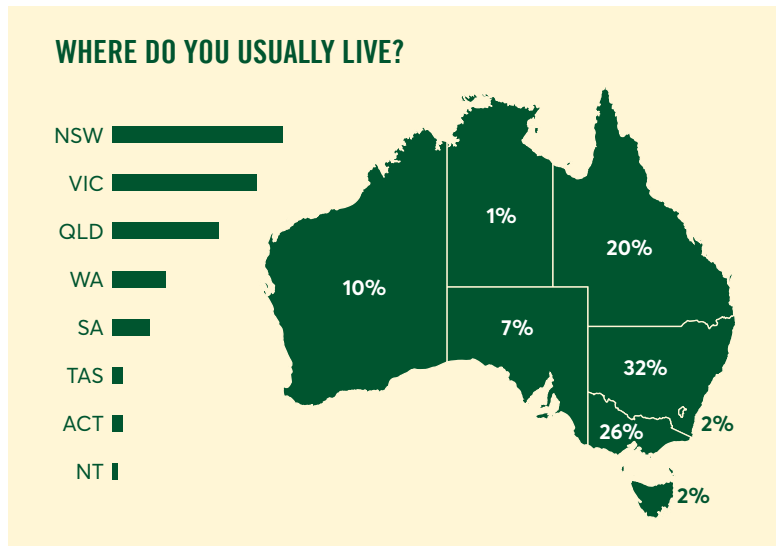 WHERE DO YOU USUALLY LIVE?
NSW
VIC
QLD
WA
SA
TAS
ACT
NT
1%
20%
10%
7%
32%
2%
26%
2%